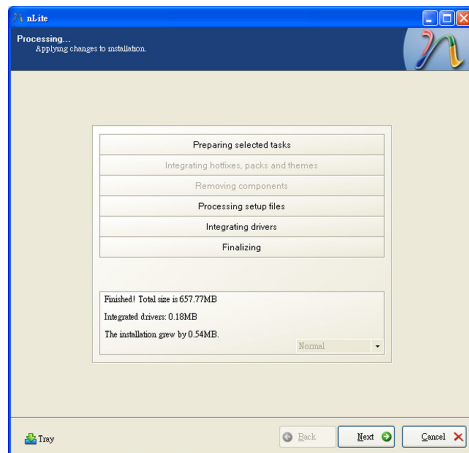 nLite
Processing...
Applying changes to installation.
Preparing selected tasks
Integrating hotfixes, packs and themes
Removing components
Processing setup files
Integrating drivers
Finalizing
Finished! Total size is 657.77MB
Integrated drivers: 0.18MB
The installation grew by 0.54MB.
Normal
Tray
Back
Next
Cancel